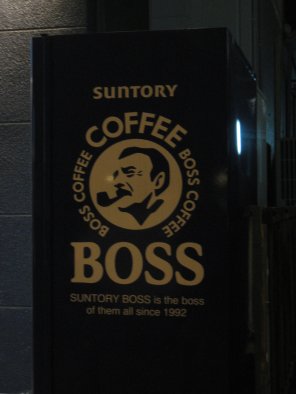 SUNTORY
COFFEE
BOSS COFFEE
BOSS COFFEE
BOSS
SUNTORY BOSS is the boss
of them all since 1992